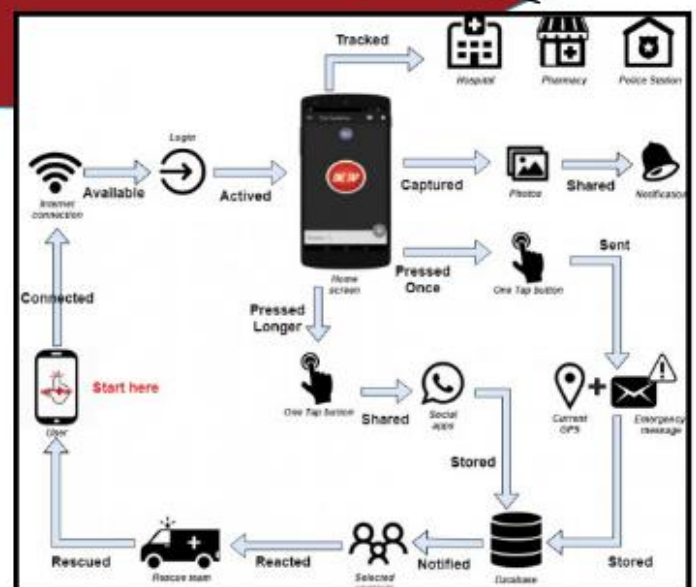 Tracked
Hospital
Pharmacy
Police Station
Login
Internet
connection
Available
Actived
Captured
Photos
Shared
Notification
Home
screen
Pressed
Once
One Tap button
Sent
Connected
Pressed
Longer
One Tap button
Shared
Social
apps
Current
GPS
Emergency
message
Start here
User
Stored
Rescued
Rescue team
Reacted
Selected
Notified
Database
Stored